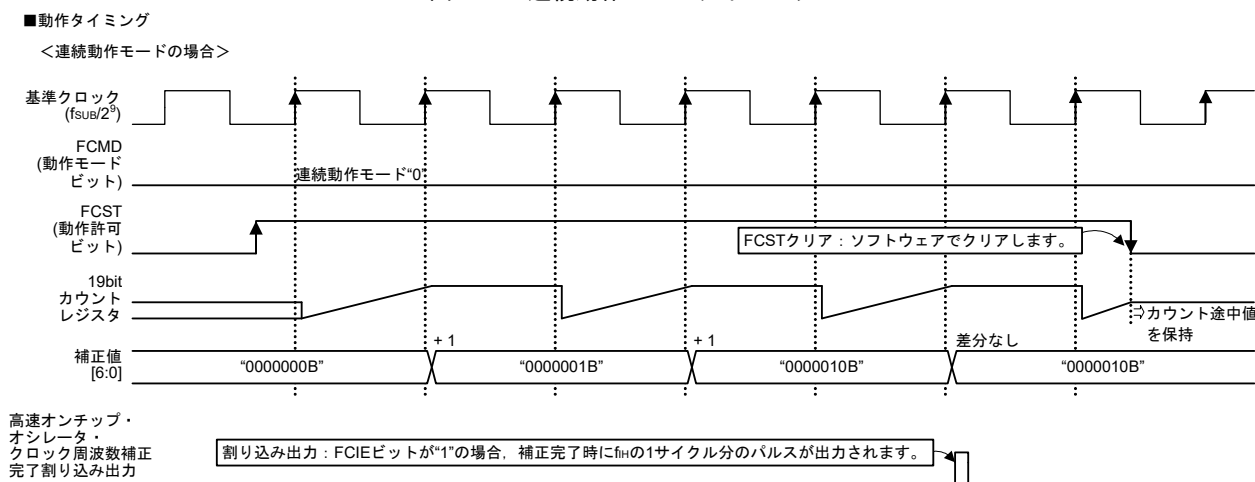 ■動作タイミング
＜連続動作モードの場合＞
基準クロック
(fSUB/2⁹)
FCMD
(動作モード
ビット)
連続動作モード“0”
FCST
(動作許可
ビット)
FCSTクリア：ソフトウェアでクリアします。
19bit
カウント
レジスタ
⇒カウント途中値
を保持
補正値
[6:0]
“0000000B”
+ 1
“0000001B”
+ 1
“0000010B”
差分なし
“0000010B”
高速オンチップ・
オシレータ・
クロック周波数補正
完了割り込み出力
割り込み出力：FCIEビットが“1”の場合，補正完了時にfIHの1サイクル分のパルスが出力されます。